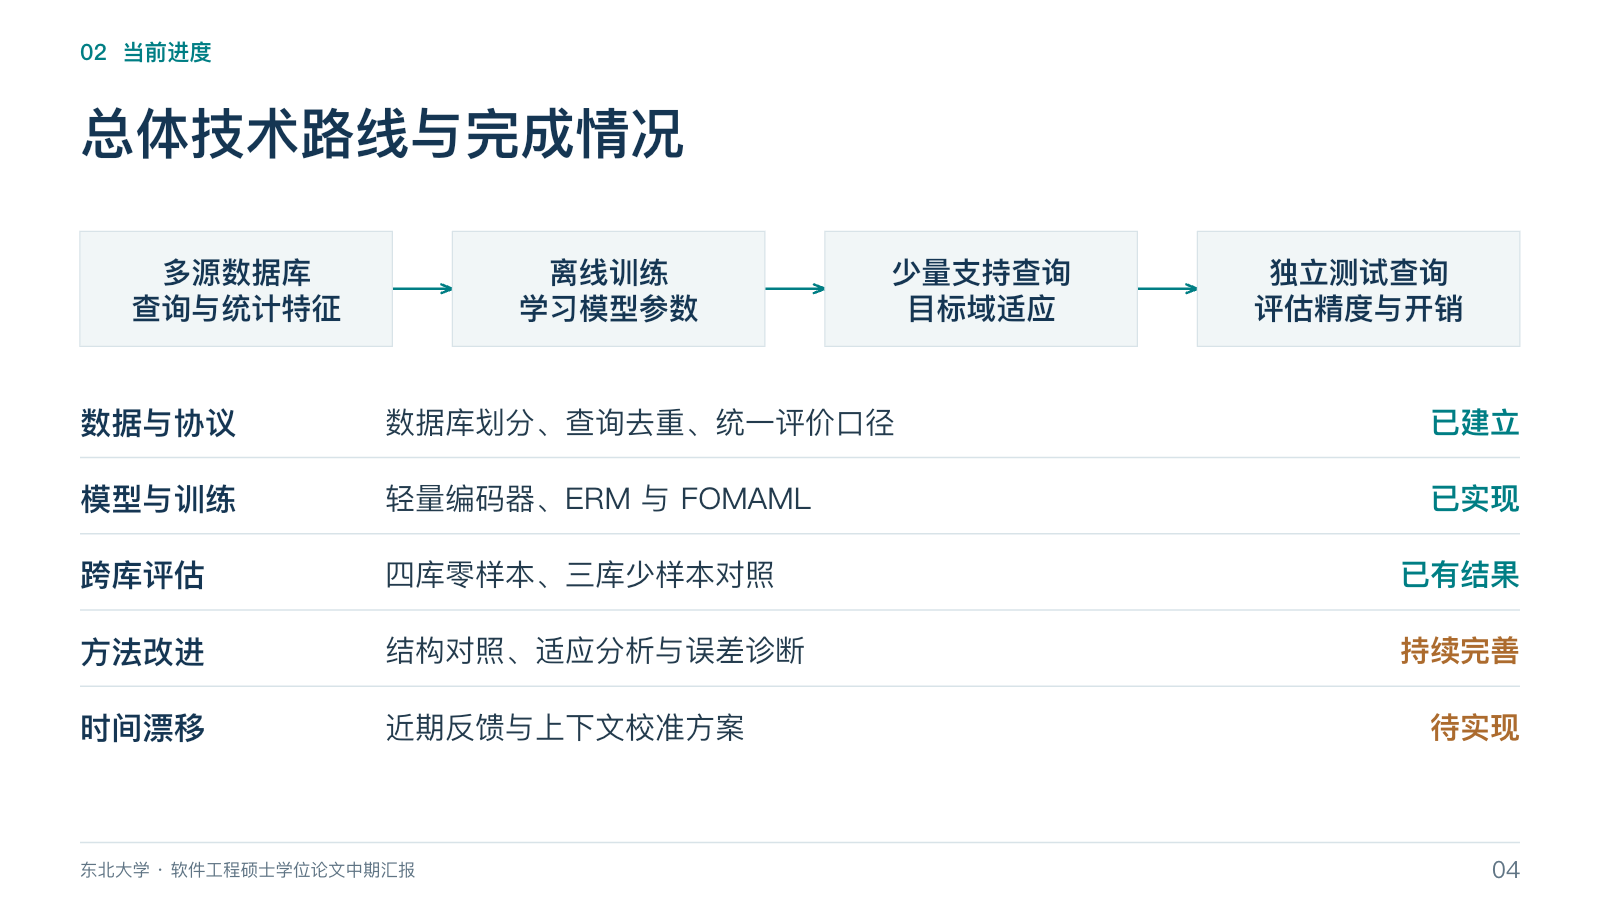 02 当前进度
总体技术路线与完成情况
多源数据库
查询与统计特征
离线训练
学习模型参数
少量支持查询
目标域适应
独立测试查询
评估精度与开销
数据与协议 数据库划分、查询去重、统一评价口径 已建立
模型与训练 轻量编码器、ERM 与 FOMAML 已实现
跨库评估 四库零样本、三库少样本对照 已有结果
方法改进 结构对照、适应分析与误差诊断 持续完善
时间漂移 近期反馈与上下文校准方案 待实现
东北大学 · 软件工程硕士学位论文中期汇报 04